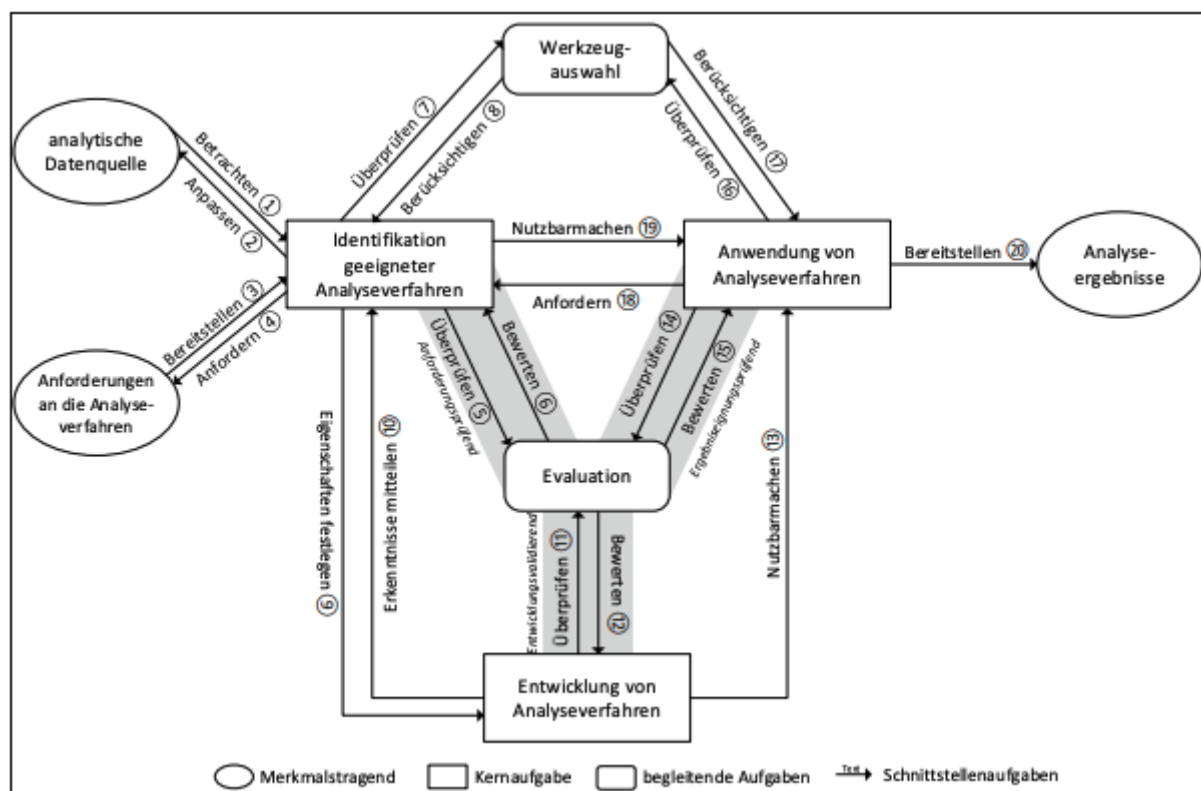 Werkzeug-
auswahl
analytische
Datenquelle
Betrachten ①
Anpassen ②
Überprüfen ⑦
Berücksichtigen ⑧
Berücksichtigen ⑰
Überprüfen ⑯
Identifikation
geeigneter
Analyseverfahren
Nutzbarmachen ⑲
Anfordern ⑱
Anwendung von
Analyseverfahren
Bereitstellen ⑳
Analyse-
ergebnisse
Bereitstellen ③
Anfordern ④
Anforderungen
an die Analyse-
verfahren
Überprüfen ⑤
Anforderungsprüfend
Bewerten ⑥
Überprüfen ⑭
Bewerten ⑮
Ergebniseignungsprüfend
Evaluation
Eigenschaften festlegen ⑨
Erkenntnisse mitteilen ⑩
Entwicklungsvalidierend
Überprüfen ⑪
Bewerten ⑫
Nutzbarmachen ⑬
Entwicklung von
Analyseverfahren
Merkmalstragend
Kernaufgabe
begleitende Aufgaben
Text
Schnittstellenaufgaben